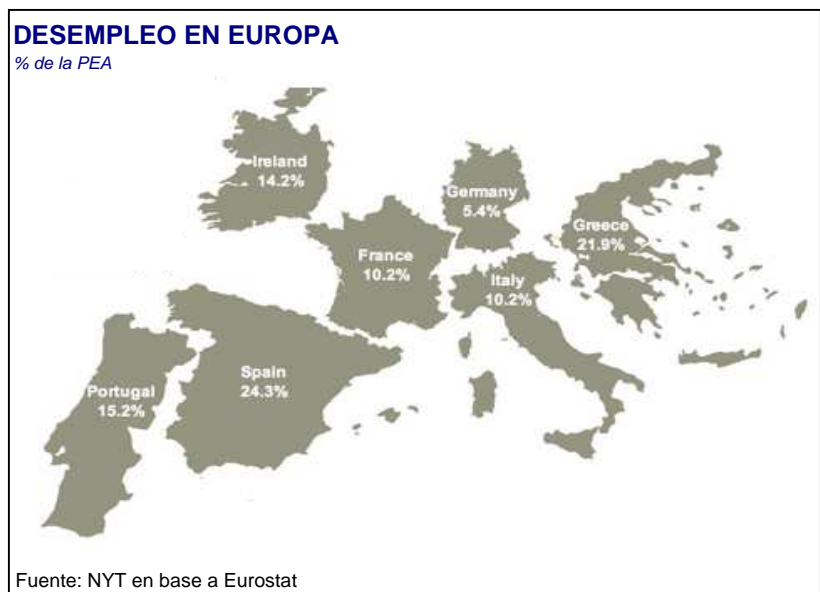 DESEMPLEO EN EUROPA
% de la PEA
Ireland
14.2%
Germany
5.4%
Greece
21.9%
France
10.2%
Italy
10.2%
Spain
24.3%
Portugal
15.2%
Fuente: NYT en base a Eurostat